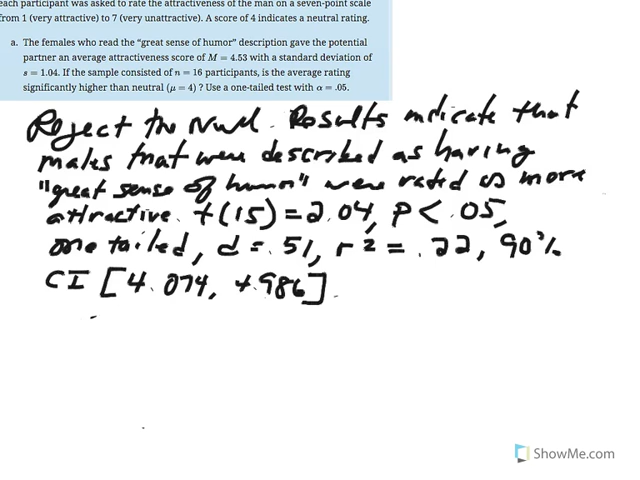 each participant was asked to rate the attractiveness of the man on a seven-point scale
from 1 (very attractive) to 7 (very unattractive). A score of 4 indicates a neutral rating.
a. The females who read the “great sense of humor” description gave the potential
partner an average attractiveness score of M = 4.53 with a standard deviation of
s = 1.04. If the sample consisted of n = 16 participants, is the average rating
significantly higher than neutral (μ = 4) ? Use a one-tailed test with α = .05.
Reject the Null. Results indicate that
males that were described as having
"great sense of humor" were rated as more
attractive. t(15) = 2.04, p < .05,
one tailed, d = .51, r² = .22, 90%
CI [4.074, 4.986]
ShowMe.com